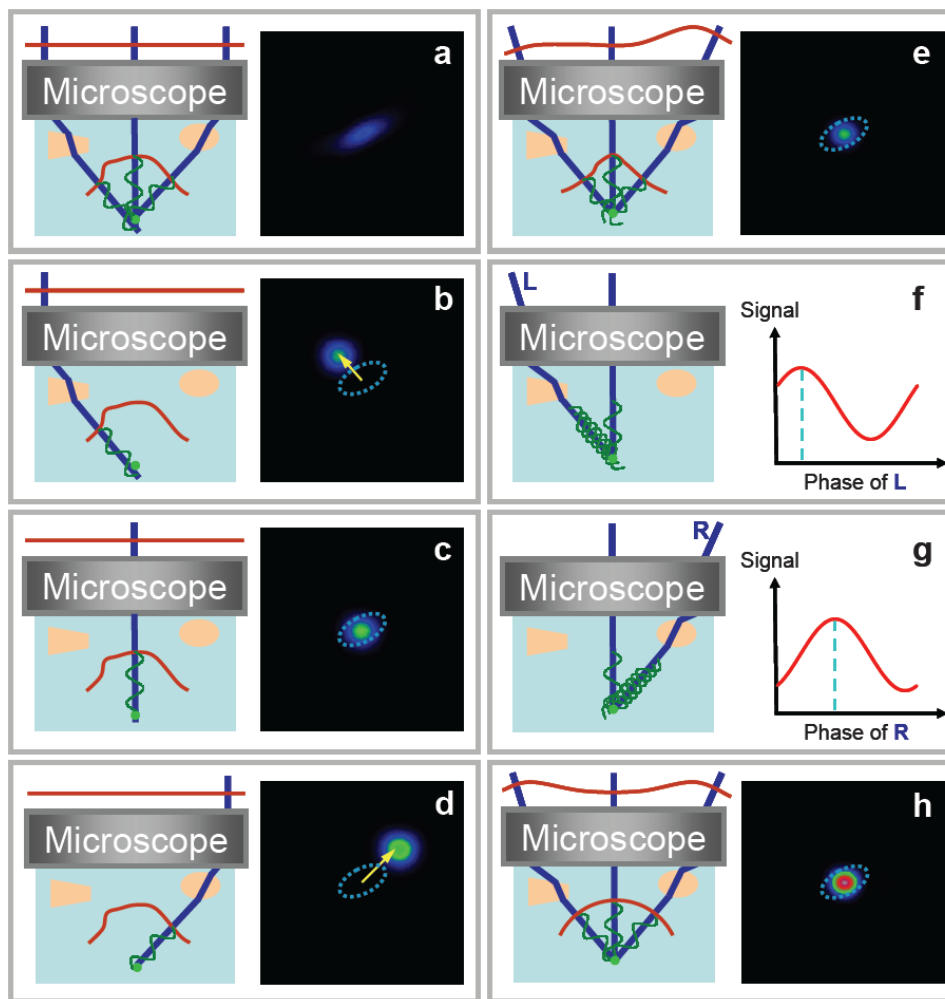 a
Microscope
b
Microscope
c
Microscope
d
Microscope
e
Microscope
f
L
Microscope
Signal
Phase of L
g
R
Microscope
Signal
Phase of R
h
Microscope